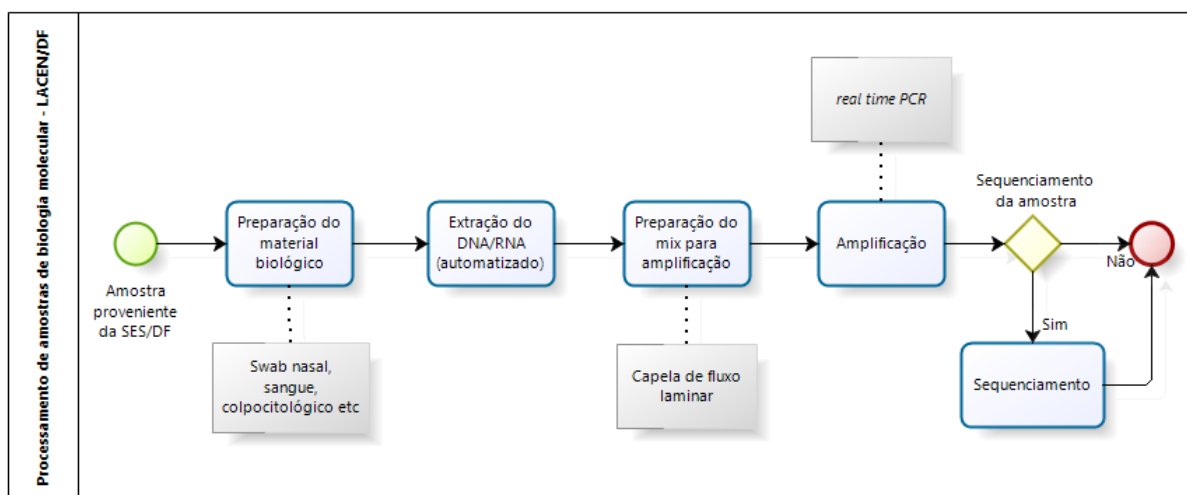 Processamento de amostras de biologia molecular - LACEN/DF
Amostra
proveniente
da SES/DF
Preparação do
material
biológico
Swab nasal,
sangue,
colpocitológico etc
Extração do
DNA/RNA
(automatizado)
Preparação do
mix para
amplificação
Capela de fluxo
laminar
real time PCR
Amplificação
Sequenciamento
da amostra
Não
Sim
Sequenciamento